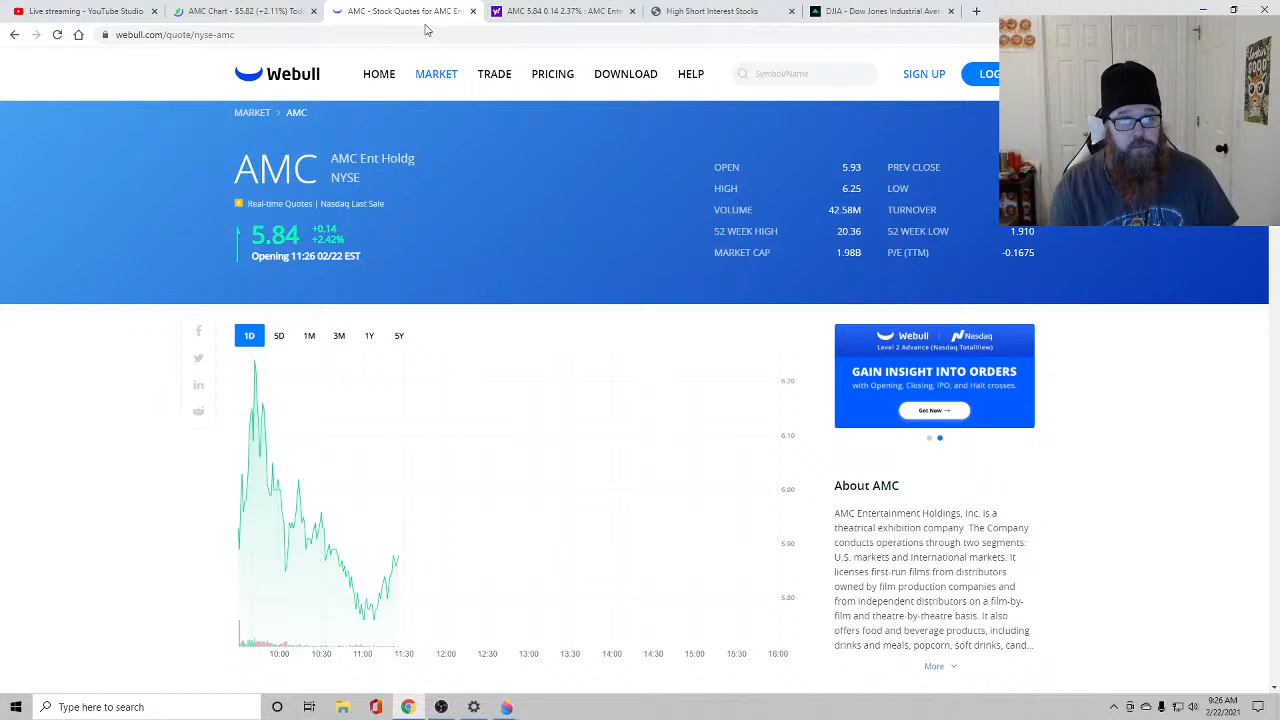 Live streaming - YouTube Studio
AMC Chart - $5.82 (+2.11%) Todo
AMC - Stock Quotes for AMC En
AMC 5.84 0.14 2.37% : AMC Ente
High Short Interest Stocks
DJIA - Dow Jones Industrial Aver
webull.com/quote/nyse-amc
Webull
HOME
MARKET
TRADE
PRICING
DOWNLOAD
HELP
Symbol/Name
SIGN UP
LOG
MARKET > AMC
AMC
AMC Ent Holdg
NYSE
Real-time Quotes | Nasdaq Last Sale
5.84
+0.14
+2.42%
Opening 11:26 02/22 EST
OPEN 5.93 PREV CLOSE
HIGH 6.25 LOW
VOLUME 42.58M TURNOVER
52 WEEK HIGH 20.36 52 WEEK LOW 1.910
MARKET CAP 1.98B P/E (TTM) -0.1675
1D 5D 1M 3M 1Y 5Y
6.20
6.10
6.00
5.90
5.80
10:00 10:30 11:00 11:30 12:00 12:30 13:00 13:30 14:00 14:30 15:00 15:30 16:00
Webull | Nasdaq
Level 2 Advance (Nasdaq TotalView)
GAIN INSIGHT INTO ORDERS
with Opening, Closing, IPO, and Halt crosses.
Get Now →
About AMC
AMC Entertainment Holdings, Inc. is a
theatrical exhibition company. The Company
conducts operations through two segments:
U.S. markets and International markets. It
licenses first-run films from distributors
owned by film production companies and
from independent distributors on a film-by-
film and theatre-by-theatre basis. It also
offers food and beverage products, including
drinks and meals, popcorn, soft drinks, cand...
More
Type here to search
9:26 AM
2/22/2021